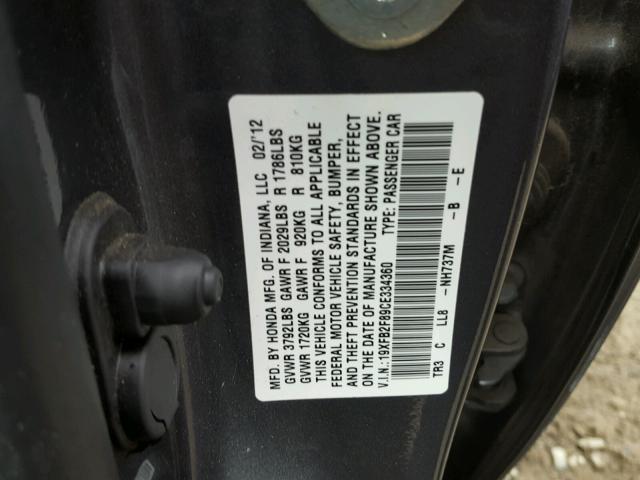 MFD. BY HONDA MFG. OF INDIANA, LLC 02/'12
GVWR 3792LBS GAWR F 2029LBS R 1786LBS
GVWR 1720KG GAWR F 920KG R 810KG
THIS VEHICLE CONFORMS TO ALL APPLICABLE
FEDERAL MOTOR VEHICLE SAFETY, BUMPER,
AND THEFT PREVENTION STANDARDS IN EFFECT
ON THE DATE OF MANUFACTURE SHOWN ABOVE.
V.I.N.:19XFB2F89CE334360 TYPE: PASSENGER CAR
TR3 C LL8 -NH737M -B -E